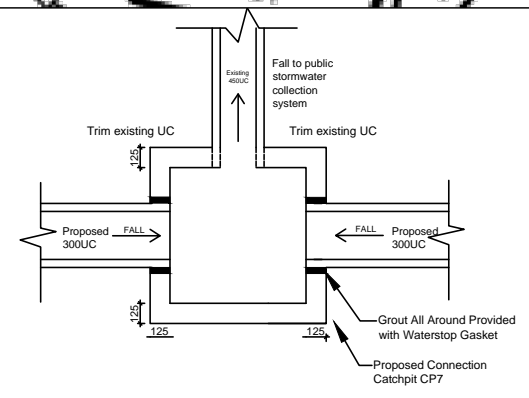 Existing
450UC
Fall to public
stormwater
collection
system
Trim existing UC
Trim existing UC
125
Proposed
300UC
FALL
FALL
Proposed
300UC
125
125
125
Grout All Around Provided
with Waterstop Gasket
Proposed Connection
Catchpit CP7